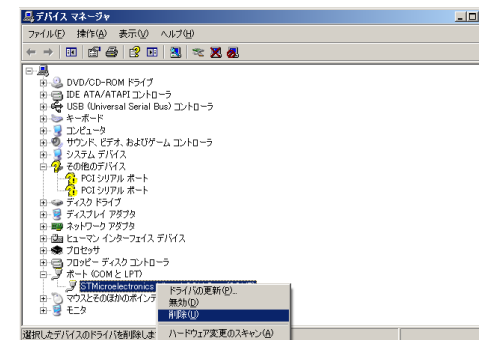 デバイス マネージャ
ファイル(F) 操作(A) 表示(V) ヘルプ(H)
DVD/CD-ROM ドライブ
IDE ATA/ATAPI コントローラ
USB (Universal Serial Bus) コントローラ
キーボード
コンピュータ
サウンド、ビデオ、およびゲーム コントローラ
システム デバイス
その他のデバイス
PCI シリアル ポート
PCI シリアル ポート
ディスク ドライブ
ディスプレイ アダプタ
ネットワーク アダプタ
ヒューマン インターフェイス デバイス
プロセッサ
フロッピー ディスク コントローラ
ポート (COM と LPT)
STMicroelectronics
ドライバの更新(P)...
マウスとそのほかのポインテ
無効(D)
モニタ
削除(U)
選択したデバイスのドライバを削除しま
ハードウェア変更のスキャン(A)